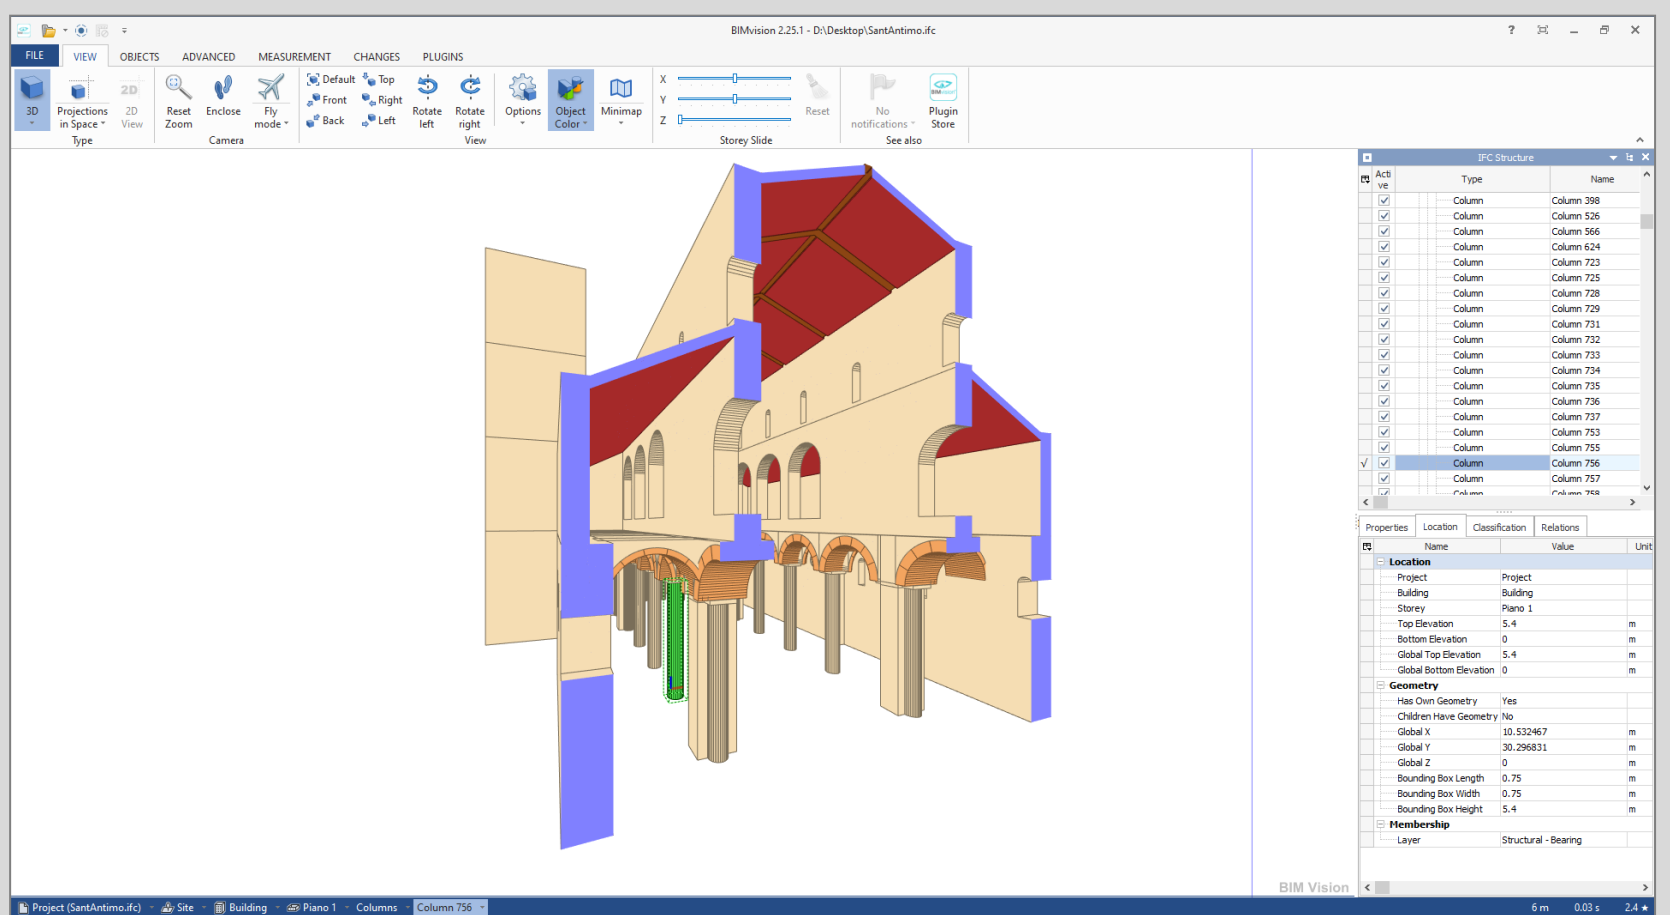 BIMvision 2.25.1 - D:\Desktop\SantAntimo.ifc
FILE VIEW OBJECTS ADVANCED MEASUREMENT CHANGES PLUGINS
3D
Projections in Space
2D
2D View
Type
Reset Zoom
Enclose
Fly mode
Camera
Default Top
Front Right
Back Left
Rotate left
Rotate right
Options
Object Color
Minimap
View
X
Y
Z
Reset
Storey Slide
No notifications
BIMvision
Plugin Store
See also
IFC Structure
Active Type Name
Column Column 398
Column Column 526
Column Column 566
Column Column 624
Column Column 723
Column Column 725
Column Column 728
Column Column 729
Column Column 731
Column Column 732
Column Column 733
Column Column 734
Column Column 735
Column Column 736
Column Column 737
Column Column 753
Column Column 755
√ Column Column 756
Column Column 757
Column Column 758
Properties Location Classification Relations
Name Value Unit
Location
Project Project
Building Building
Storey Piano 1
Top Elevation 5.4 m
Bottom Elevation 0 m
Global Top Elevation 5.4 m
Global Bottom Elevation 0 m
Geometry
Has Own Geometry Yes
Children Have Geometry No
Global X 10.532467 m
Global Y 30.296831 m
Global Z 0 m
Bounding Box Length 0.75 m
Bounding Box Width 0.75 m
Bounding Box Height 5.4 m
Membership
Layer Structural - Bearing
BIM Vision
Project (SantAntimo.ifc) Site Building Piano 1 Columns Column 756 6 m 0.03 s 2.4 ★